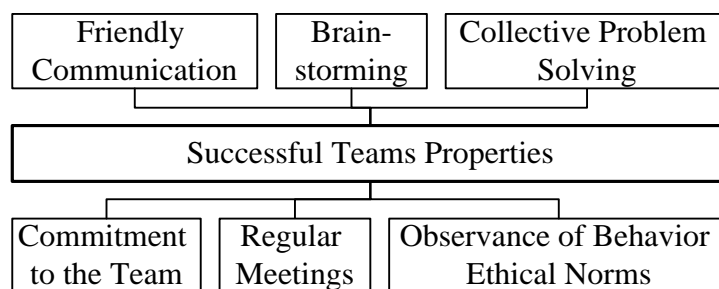 Friendly
Communication
Brain-
storming
Collective Problem
Solving
Successful Teams Properties
Commitment
to the Team
Regular
Meetings
Observance of Behavior
Ethical Norms